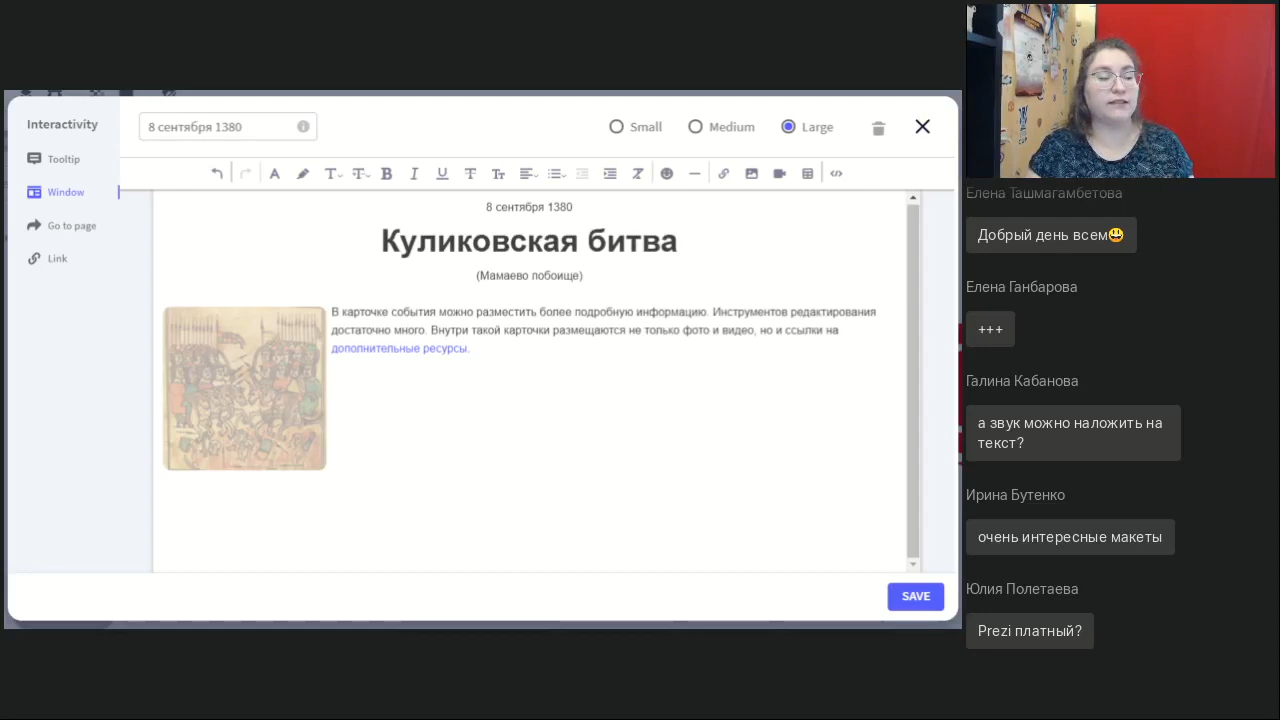 Interactivity
Tooltip
Window
Go to page
Link
8 сентября 1380
Small
Medium
Large
8 сентября 1380
Куликовская битва
(Мамаево побоище)
В карточке события можно разместить более подробную информацию. Инструментов редактирования
достаточно много. Внутри такой карточки размещаются не только фото и видео, но и ссылки на
дополнительные ресурсы.
SAVE
Елена Ташмагамбетова
Добрый день всем😃
Елена Ганбарова
+++
Галина Кабанова
а звук можно наложить на
текст?
Ирина Бутенко
очень интересные макеты
Юлия Полетаева
Prezi платный?